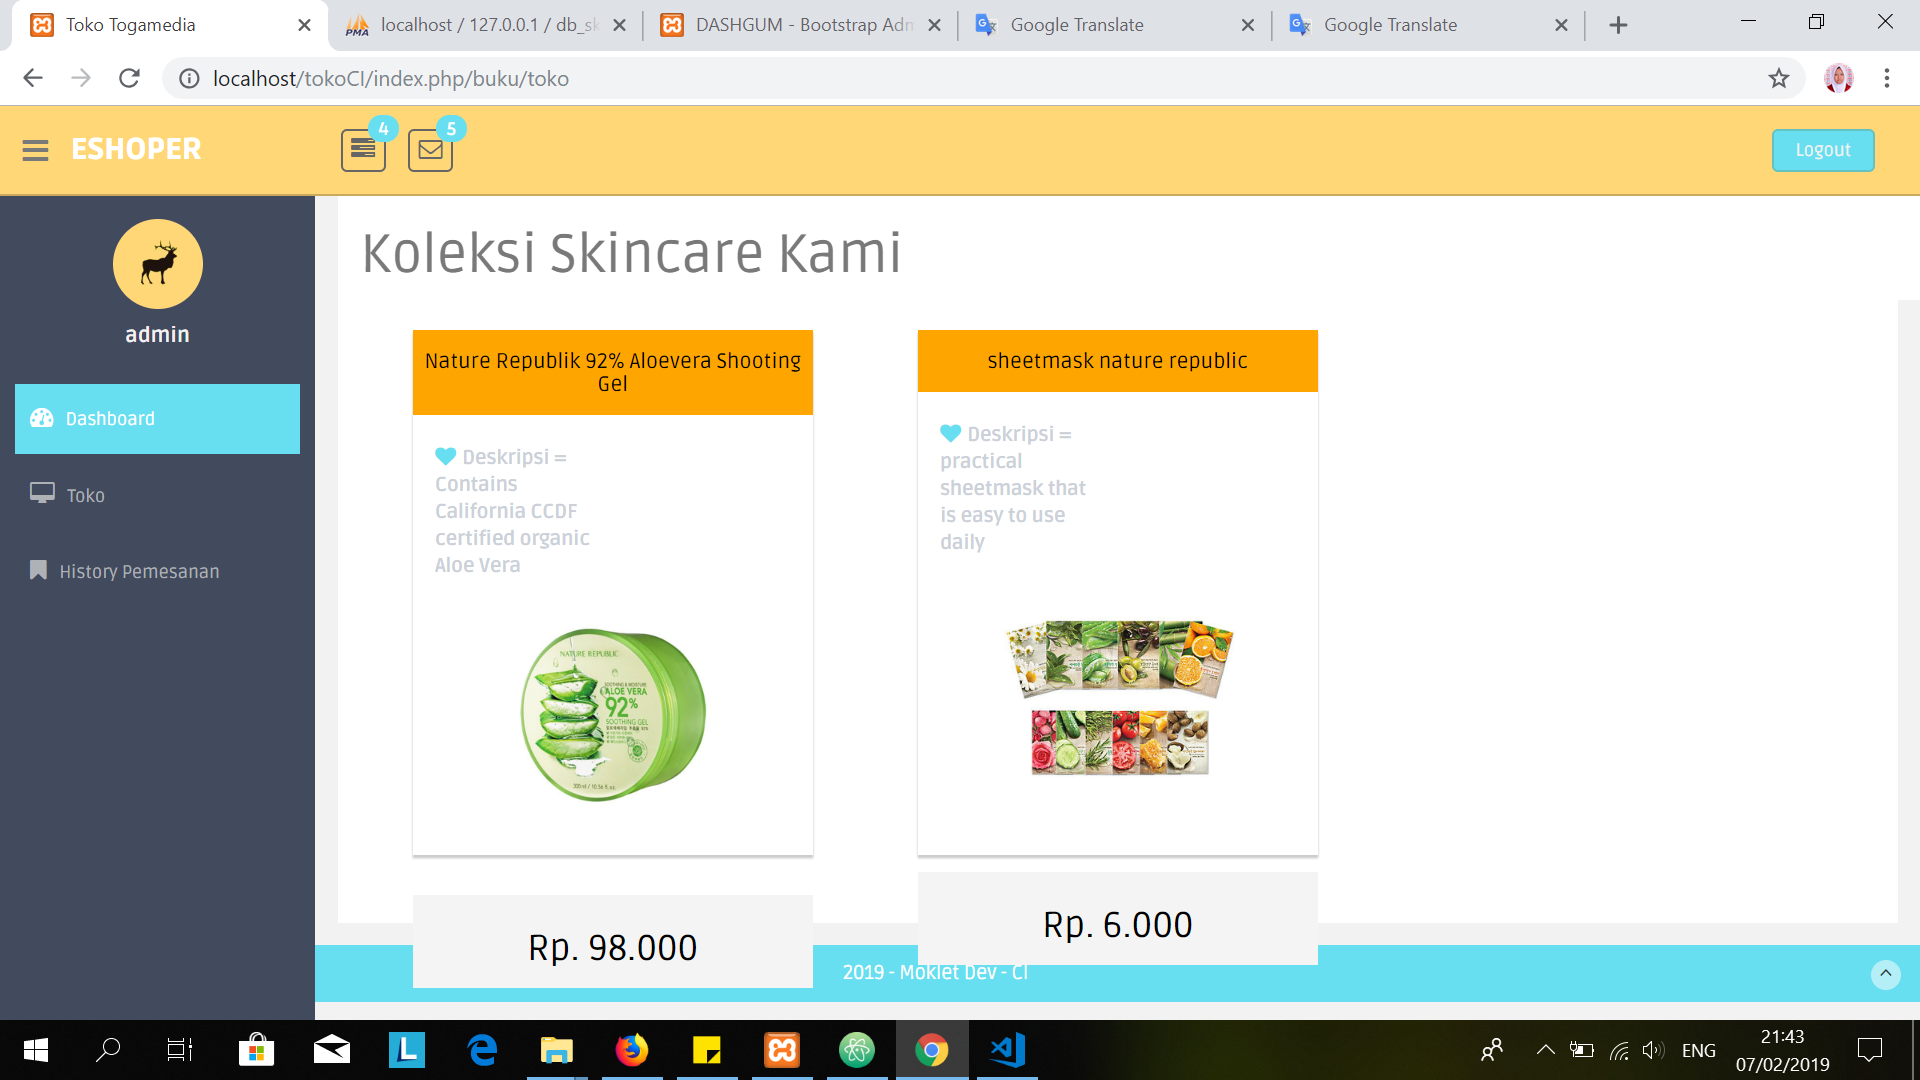 Toko Togamedia
localhost / 127.0.0.1 / db_sk
DASHGUM - Bootstrap Adm
Google Translate
Google Translate
localhost/tokoCI/index.php/buku/toko
ESHOPER
4
5
Logout
admin
Dashboard
Toko
History Pemesanan
Koleksi Skincare Kami
Nature Republik 92% Aloevera Shooting
Gel
Deskripsi =
Contains
California CCDF
certified organic
Aloe Vera
NATURE REPUBLIC
SOOTHING & MOISTURE
ALOE VERA
92%
SOOTHING GEL
Rp. 98.000
sheetmask nature republic
Deskripsi =
practical
sheetmask that
is easy to use
daily
Rp. 6.000
2019 - Moklet Dev - CI
ENG
21:43
07/02/2019